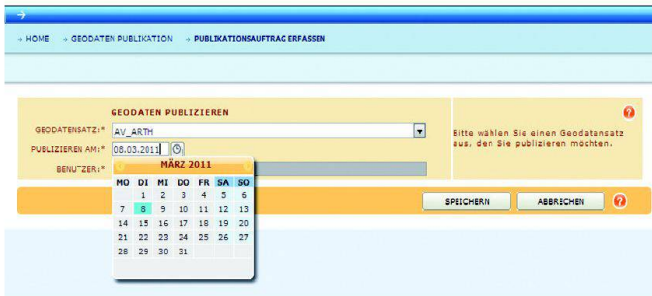 HOME GEODATEN PUBLIKATION PUBLIKATIONSAUFTRAG ERFASSEN
GEODATEN PUBLIZIEREN
GEODATENSATZ:* AV_ARTH
PUBLIZIEREN AM:* 08.03.2011
BENUTZER:*
Bitte wählen Sie einen Geodatansatz
aus, den Sie publizieren möchten.
MÄRZ 2011
MO DI MI DO FR SA SO
1 2 3 4 5 6
7 8 9 10 11 12 13
14 15 16 17 18 19 20
21 22 23 24 25 26 27
28 29 30 31
SPEICHERN ABBRECHEN